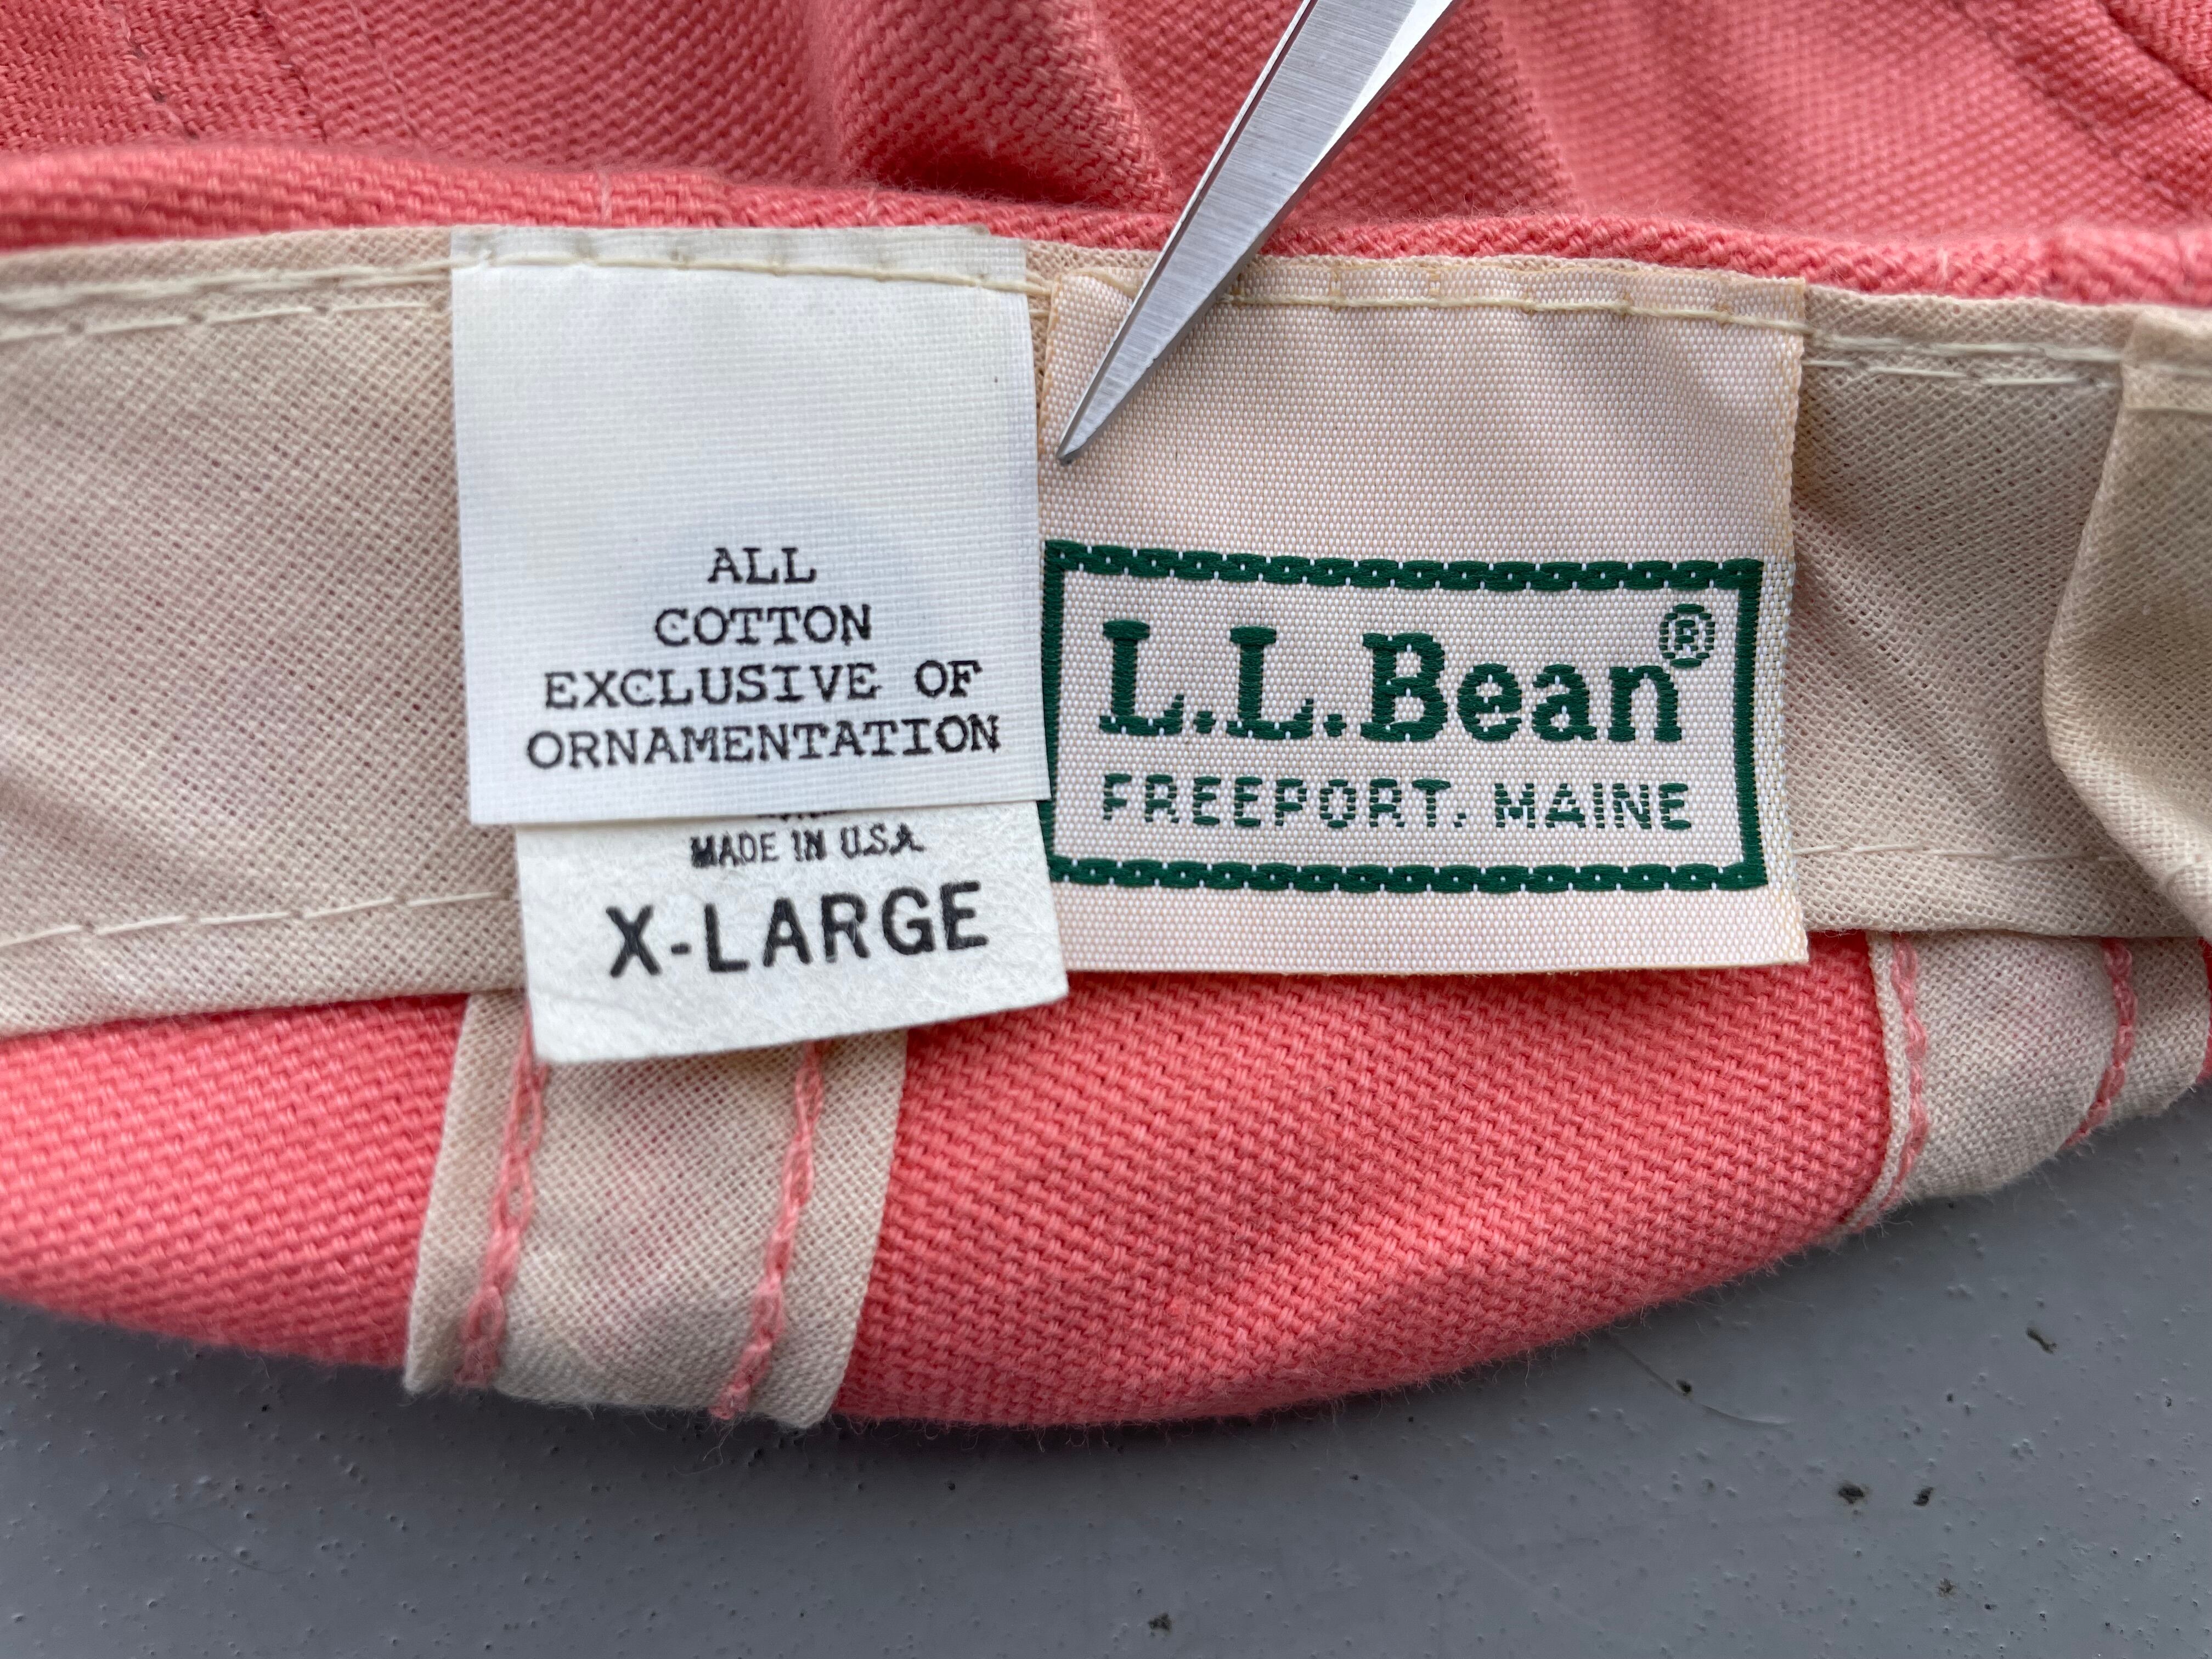 ALL
COTTON
EXCLUSIVE OF
ORNAMENTATION
MADE IN U.S.A.
X-LARGE
L.L.Bean®
FREEPORT, MAINE